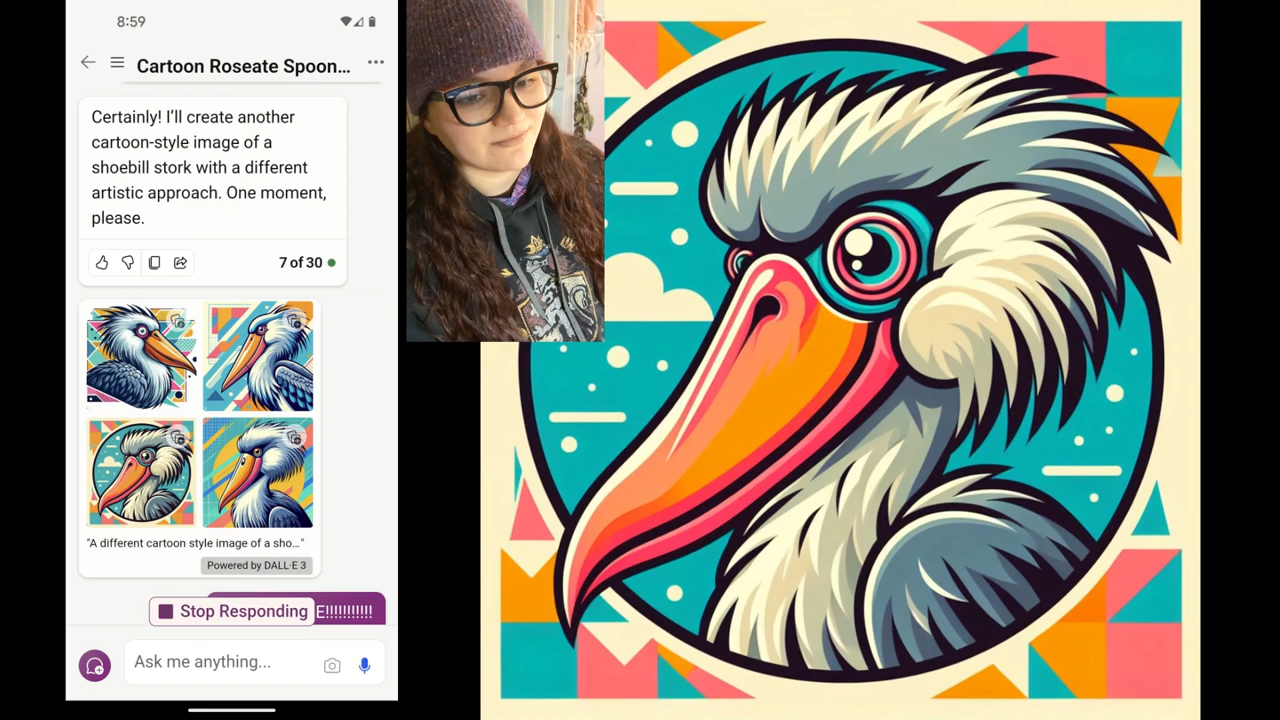 8:59
Cartoon Roseate Spoon...
Certainly! I'll create another
cartoon-style image of a
shoebill stork with a different
artistic approach. One moment,
please.
7 of 30
"A different cartoon style image of a sho..."
Powered by DALL·E 3
Stop Responding
E!!!!!!!!!!!
Ask me anything...